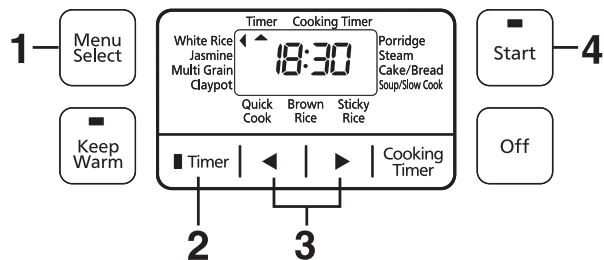 Timer Cooking Timer
1
Menu
Select
White Rice
Jasmine
Multi Grain
Claypot
18:30
Porridge
Steam
Cake/Bread
Soup/Slow Cook
Start
4
Quick
Cook
Brown
Rice
Sticky
Rice
Keep
Warm
Timer
Cooking
Timer
Off
2
3